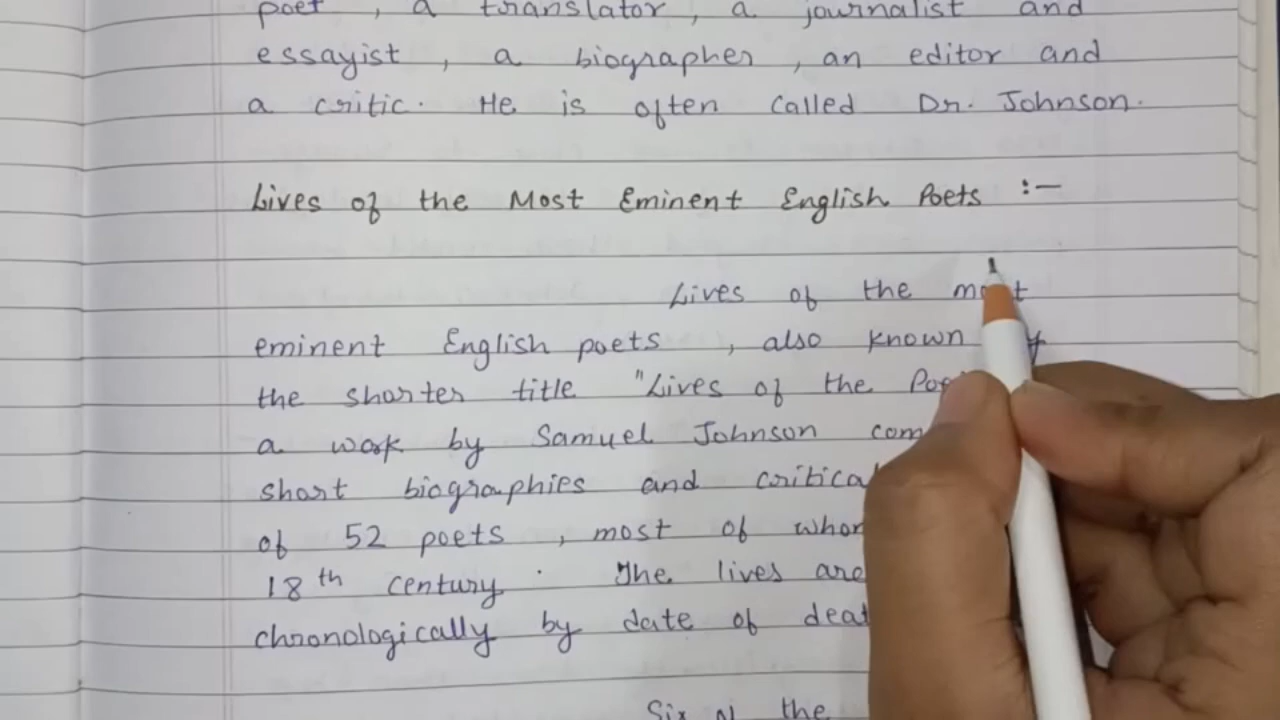 poet , a translator , a journalist and
essayist , a biographer , an editor and
a critic . He is often called Dr. Johnson .
Lives of the Most Eminent English Poets :-
Lives of the most
eminent English poets , also known
the shorter title "Lives of the
a work by Samuel Johnson
short biographies and
of 52 poets , most of
18th century . The lives are
chronologically by date of
Six of the